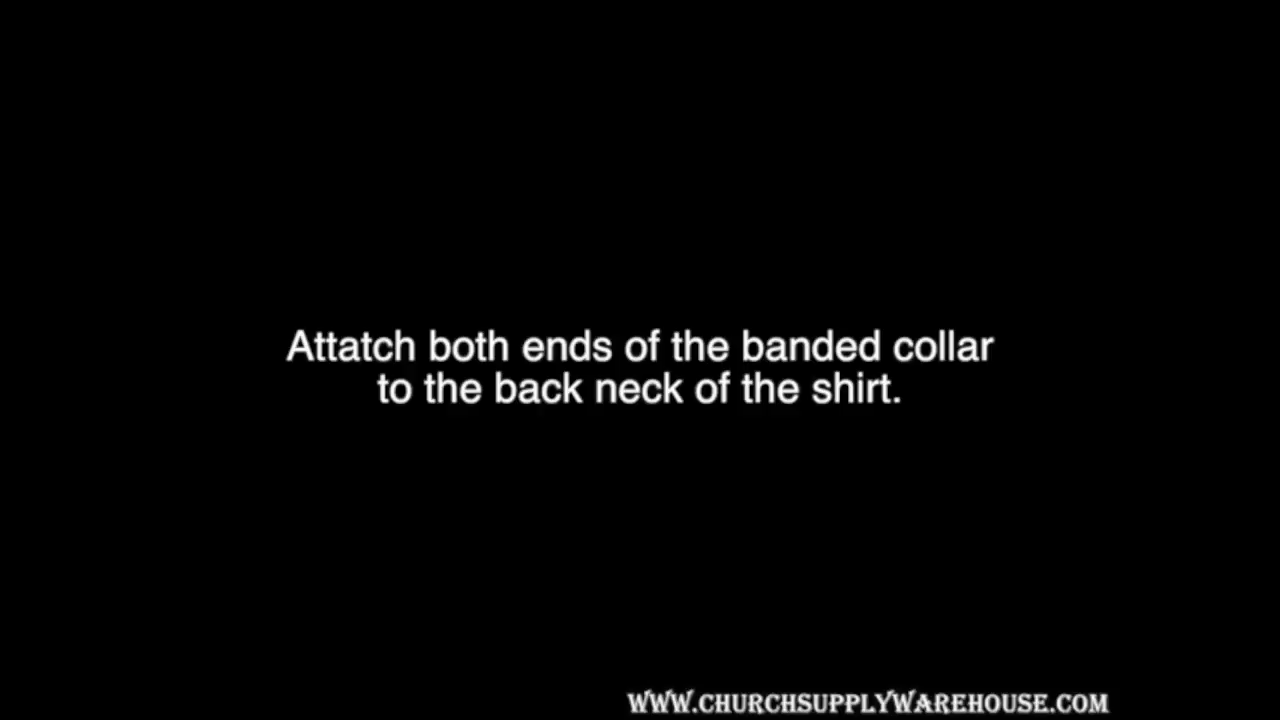 Attatch both ends of the banded collar
to the back neck of the shirt.
WWW.CHURCHSUPPLYWAREHOUSE.COM